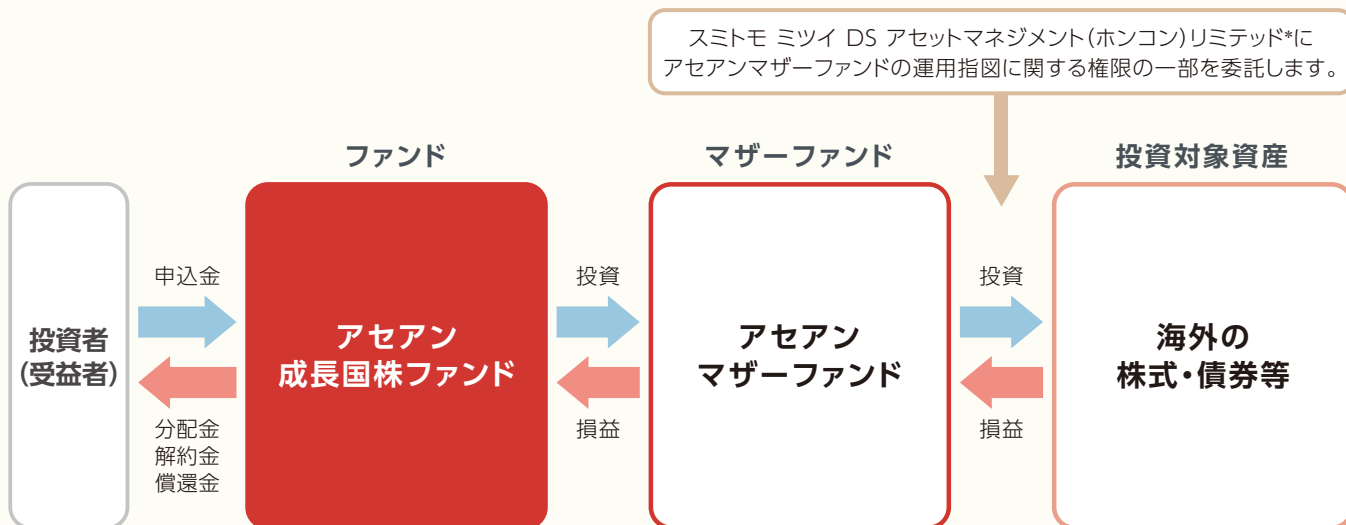 スミトモ ミツイ DS アセットマネジメント(ホンコン)リミテッド*に
アセアンマザーファンドの運用指図に関する権限の一部を委託します。
ファンド
マザーファンド
投資対象資産
投資者
(受益者)
申込金
分配金
解約金
償還金
アセアン
成長国株ファンド
投資
損益
アセアン
マザーファンド
投資
損益
海外の
株式・債券等